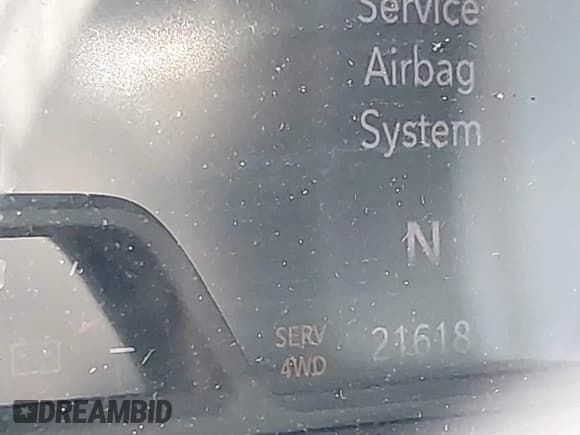 Service
Airbag
System
N
SERV
4WD
21618
DREAMBID